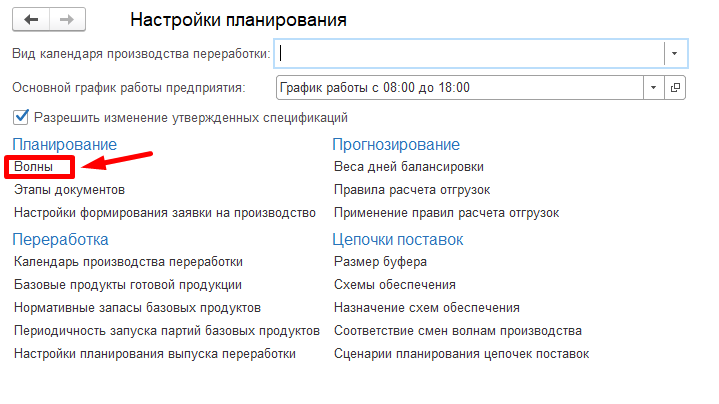 Настройки планирования
Вид календаря производства переработки:
Основной график работы предприятия: График работы с 08:00 до 18:00
Разрешить изменение утвержденных спецификаций
Планирование
Волны
Этапы документов
Настройки формирования заявки на производство
Прогнозирование
Веса дней балансировки
Правила расчета отгрузок
Применение правил расчета отгрузок
Переработка
Календарь производства переработки
Базовые продукты готовой продукции
Нормативные запасы базовых продуктов
Периодичность запуска партий базовых продуктов
Настройки планирования выпуска переработки
Цепочки поставок
Размер буфера
Схемы обеспечения
Назначение схем обеспечения
Соответствие смен волнам производства
Сценарии планирования цепочек поставок